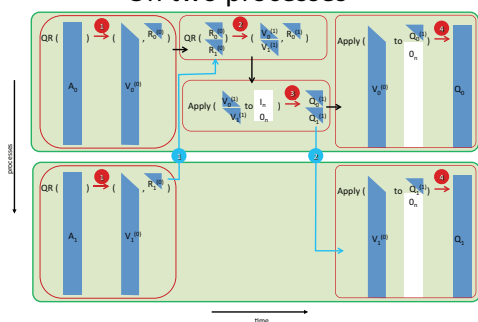 On two processes
QR ( A₀ ) 1 ( V₀⁽⁰⁾ , R₀⁽⁰⁾ )
QR ( R₀⁽⁰⁾ R₁⁽⁰⁾ ) 2 ( V₀⁽¹⁾ V₁⁽¹⁾ , R₀⁽¹⁾ )
Apply ( V₀⁽¹⁾ V₁⁽¹⁾ to Iₙ 0ₙ ) 3 Q₀⁽¹⁾ Q₁⁽¹⁾
Apply ( V₀⁽⁰⁾ to Q₀⁽¹⁾ 0ₙ ) 4 Q₀
1
2
QR ( A₁ ) 1 ( V₁⁽⁰⁾ , R₁⁽⁰⁾ )
Apply ( V₁⁽⁰⁾ to Q₁⁽¹⁾ 0ₙ ) 4 Q₁
processes
time